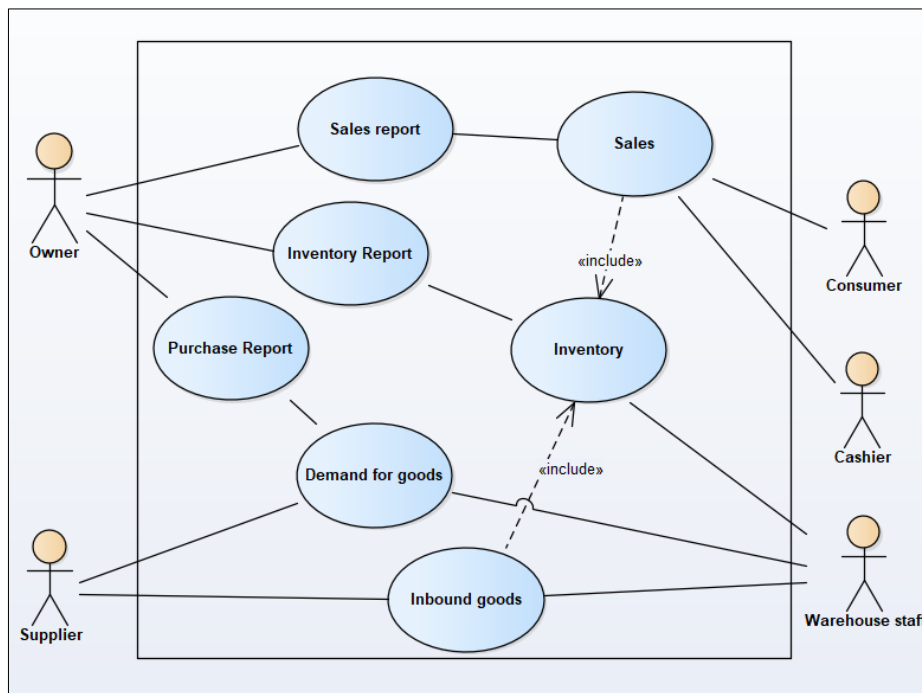 Sales report
Sales
Owner
Inventory Report
«include»
Consumer
Purchase Report
Inventory
Cashier
Demand for goods
«include»
Inbound goods
Supplier
Warehouse staff